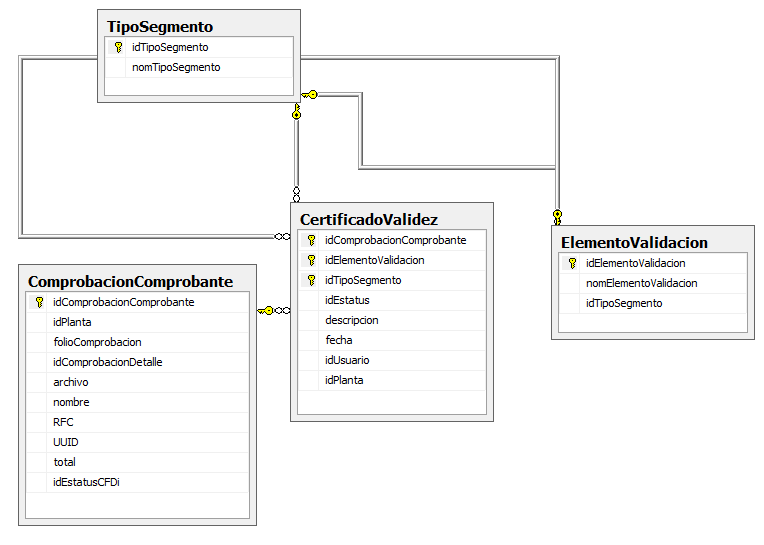 TipoSegmento
idTipoSegmento
nomTipoSegmento
CertificadoValidez
idComprobacionComprobante
idElementoValidacion
idTipoSegmento
idEstatus
descripcion
fecha
idUsuario
idPlanta
ElementoValidacion
idElementoValidacion
nomElementoValidacion
idTipoSegmento
ComprobacionComprobante
idComprobacionComprobante
idPlanta
folioComprobacion
idComprobacionDetalle
archivo
nombre
RFC
UUID
total
idEstatusCFDi